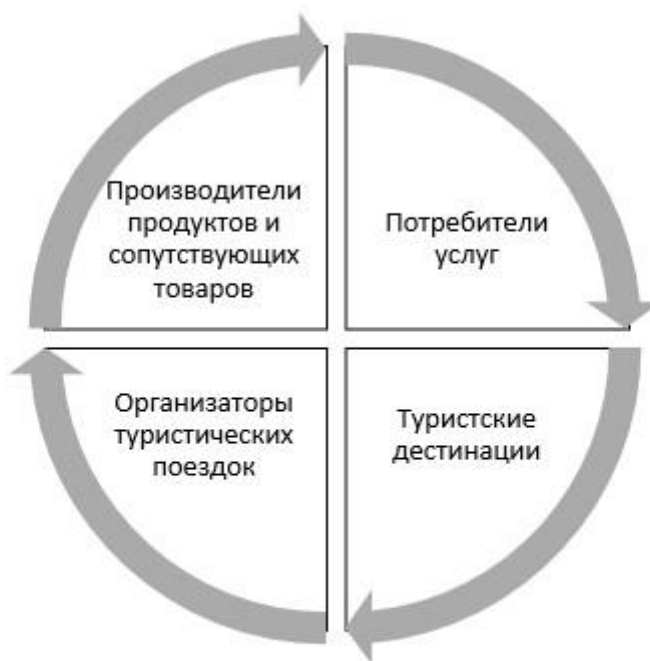 Производители
продуктов и
сопутствующих
товаров
Потребители
услуг
Организаторы
туристических
поездок
Туристские
дестинации